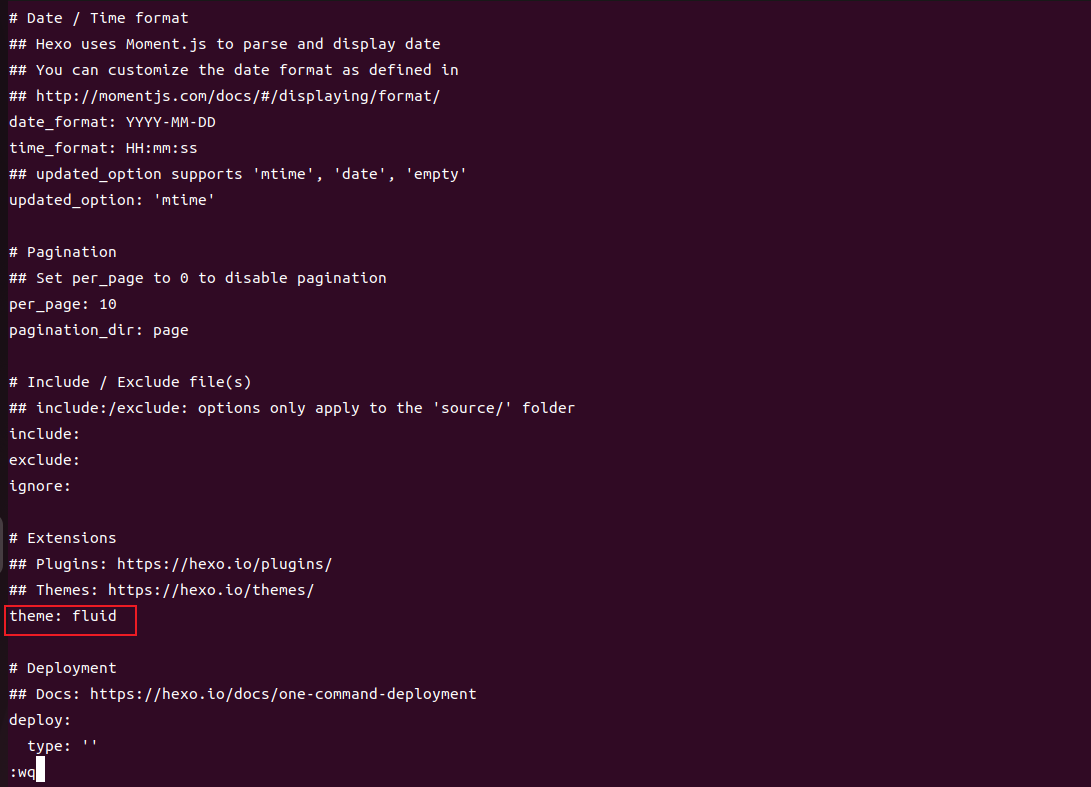 # Date / Time format
## Hexo uses Moment.js to parse and display date
## You can customize the date format as defined in
## http://momentjs.com/docs/#/displaying/format/
date_format: YYYY-MM-DD
time_format: HH:mm:ss
## updated_option supports 'mtime', 'date', 'empty'
updated_option: 'mtime'
# Pagination
## Set per_page to 0 to disable pagination
per_page: 10
pagination_dir: page
# Include / Exclude file(s)
## include:/exclude: options only apply to the 'source/' folder
include:
exclude:
ignore:
# Extensions
## Plugins: https://hexo.io/plugins/
## Themes: https://hexo.io/themes/
theme: fluid
# Deployment
## Docs: https://hexo.io/docs/one-command-deployment
deploy:
  type: ''
:wq